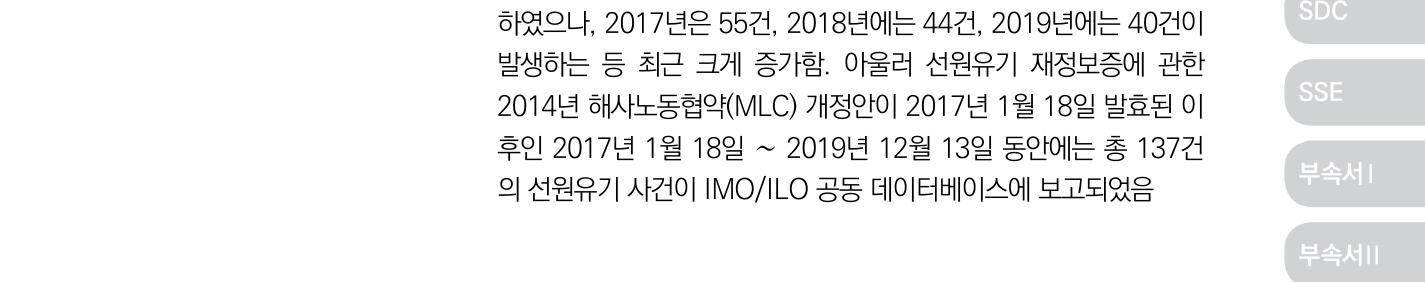 하였으나, 2017년은 55건, 2018년에는 44건, 2019년에는 40건이
발생하는 등 최근 크게 증가함. 아울러 선원유기 재정보증에 관한
2014년 해사노동협약(MLC) 개정안이 2017년 1월 18일 발효된 이
후인 2017년 1월 18일 ~ 2019년 12월 13일 동안에는 총 137건
의 선원유기 사건이 IMO/ILO 공동 데이터베이스에 보고되었음
SDC
SSE
부속서Ⅰ
부속서Ⅱ